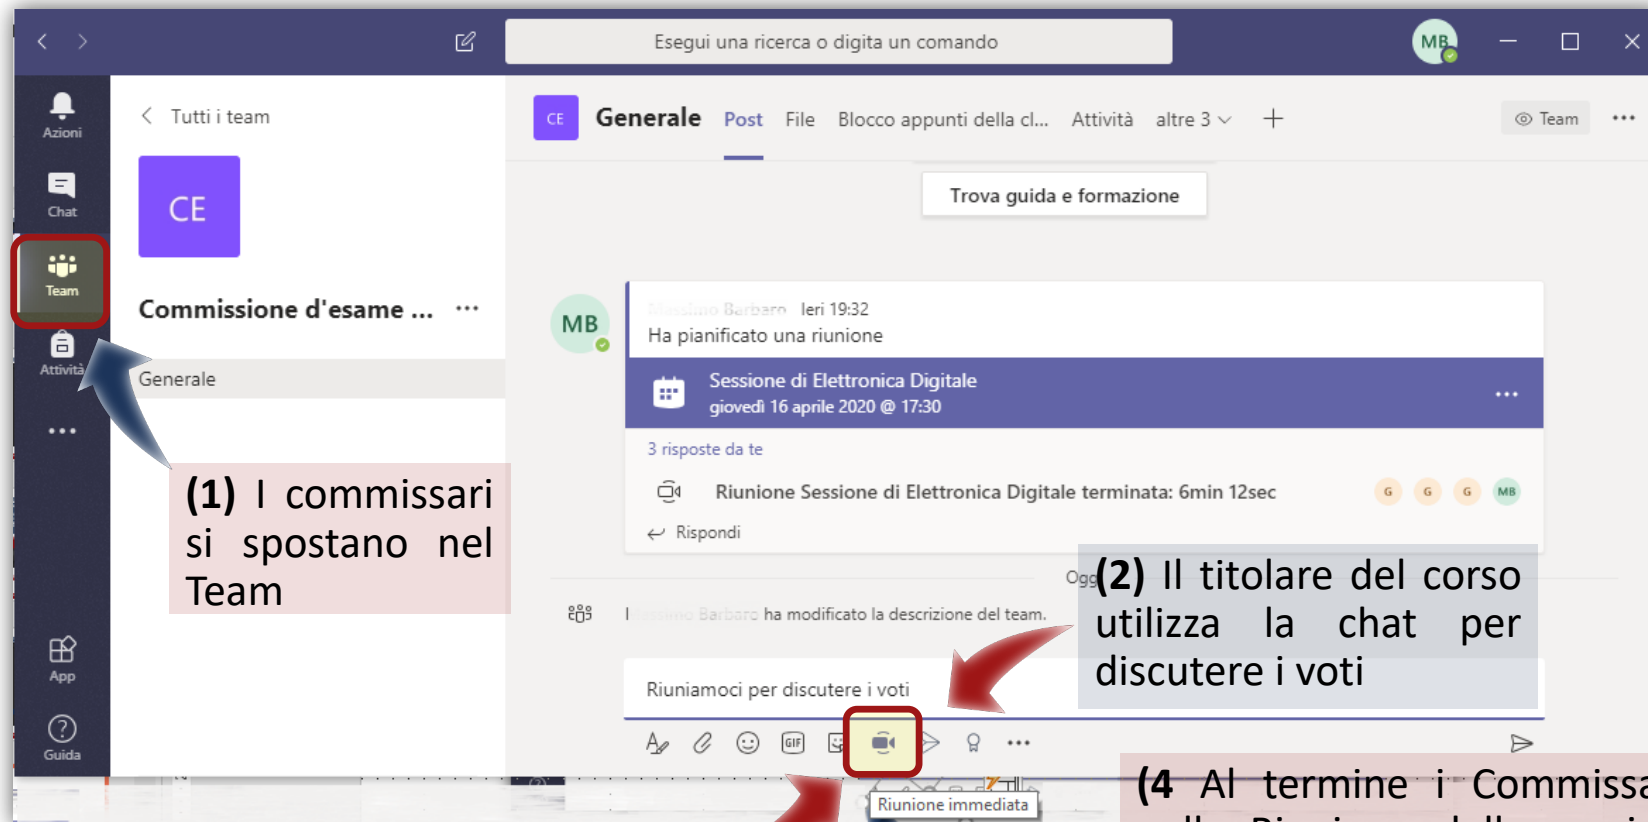 Esegui una ricerca o digita un comando
MB
Azioni
Chat
Team
Attività
App
Guida
Tutti i team
CE
Commissione d'esame ...
Generale
CE Generale Post File Blocco appunti della cl... Attività altre 3 Team
Trova guida e formazione
MB
Massimo Barbaro Ieri 19:32
Ha pianificato una riunione
Sessione di Elettronica Digitale
giovedì 16 aprile 2020 @ 17:30
3 risposte da te
Riunione Sessione di Elettronica Digitale terminata: 6min 12sec G G G MB
Rispondi
Ogg
Barbaro ha modificato la descrizione del team.
Riuniamoci per discutere i voti
GIF
Riunione immediata
(1) I commissari
si spostano nel
Team
(2) Il titolare del corso
utilizza la chat per
discutere i voti
(4 Al termine i Commissa